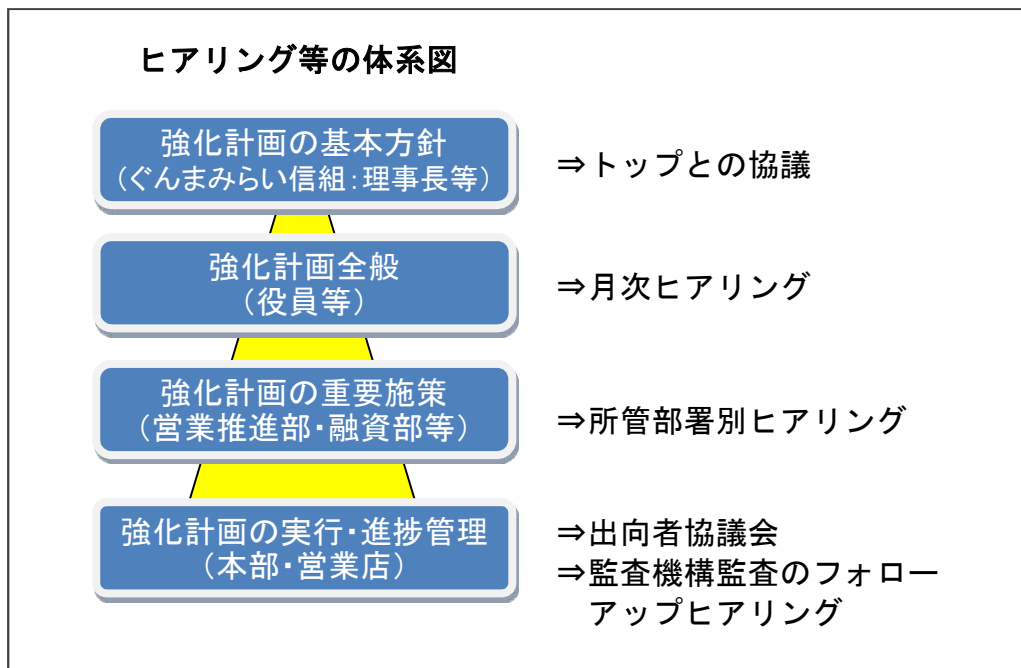 ヒアリング等の体系図
強化計画の基本方針
（ぐんまみらい信組：理事長等）
⇒トップとの協議
強化計画全般
（役員等）
⇒月次ヒアリング
強化計画の重要施策
（営業推進部・融資部等）
⇒所管部署別ヒアリング
強化計画の実行・進捗管理
（本部・営業店）
⇒出向者協議会
⇒監査機構監査のフォロー
アップヒアリング